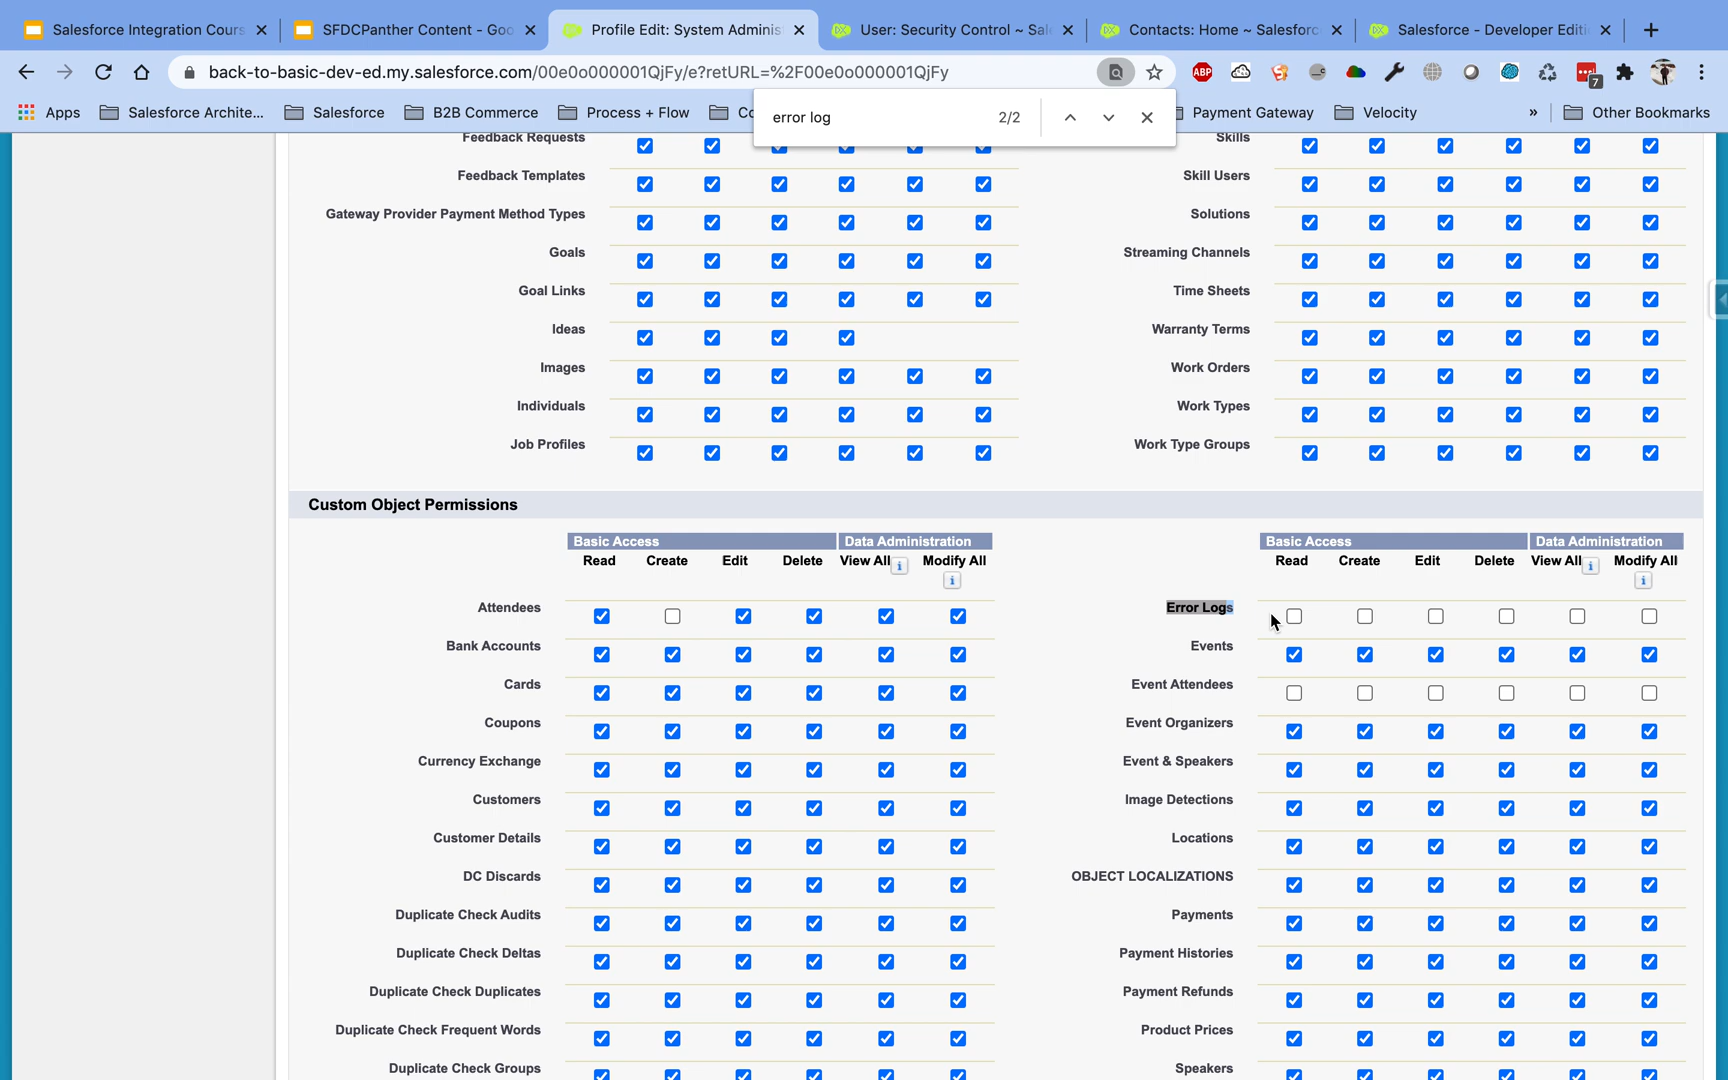 Salesforce Integration Cours
SFDCPanther Content - Goo
Profile Edit: System Adminis
User: Security Control ~ Sal
Contacts: Home ~ Salesforc
Salesforce - Developer Editi
back-to-basic-dev-ed.my.salesforce.com/00e0o000001QjFy/e?retURL=%2F00e0o000001QjFy
ABP
7
Apps
Salesforce Archite...
Salesforce
B2B Commerce
Process + Flow
Payment Gateway
Velocity
»
Other Bookmarks
error log
2/2
Feedback Requests
Skills
Feedback Templates
Skill Users
Gateway Provider Payment Method Types
Solutions
Goals
Streaming Channels
Goal Links
Time Sheets
Ideas
Warranty Terms
Images
Work Orders
Individuals
Work Types
Job Profiles
Work Type Groups
Custom Object Permissions
Basic Access Data Administration
Basic Access Data Administration
Read Create Edit Delete View All Modify All
Read Create Edit Delete View All Modify All
Attendees
Error Logs
Bank Accounts
Events
Cards
Event Attendees
Coupons
Event Organizers
Currency Exchange
Event & Speakers
Customers
Image Detections
Customer Details
Locations
DC Discards
OBJECT LOCALIZATIONS
Duplicate Check Audits
Payments
Duplicate Check Deltas
Payment Histories
Duplicate Check Duplicates
Payment Refunds
Duplicate Check Frequent Words
Product Prices
Duplicate Check Groups
Speakers